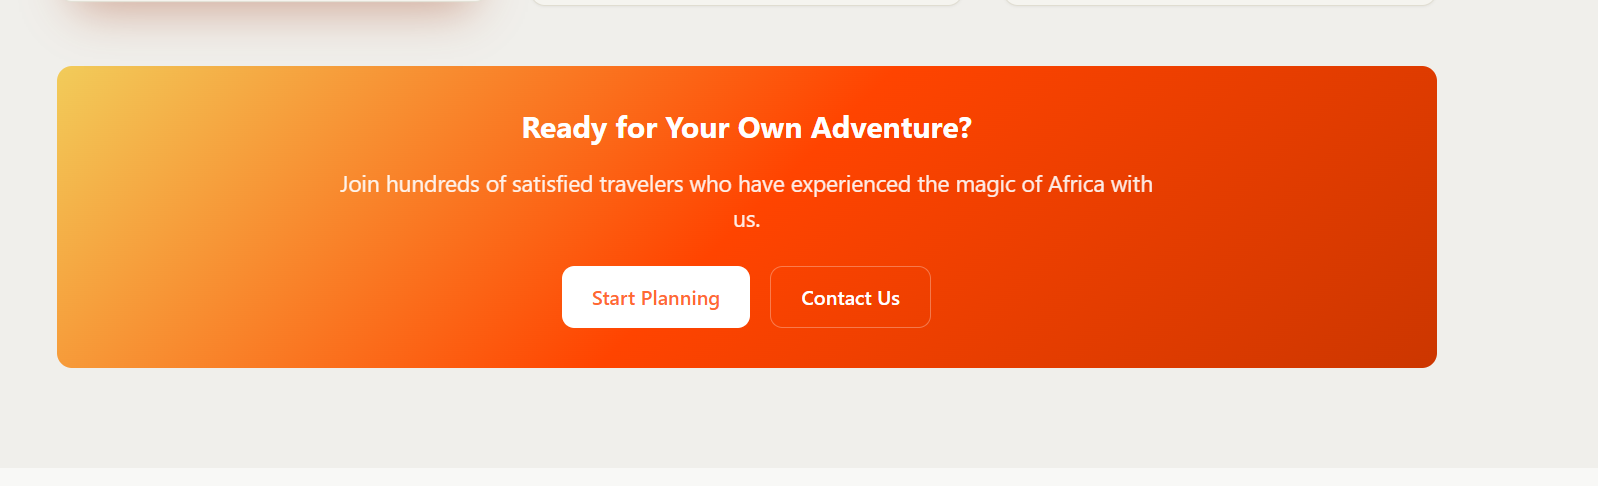 Ready for Your Own Adventure?
Join hundreds of satisfied travelers who have experienced the magic of Africa with
us.
Start Planning
Contact Us